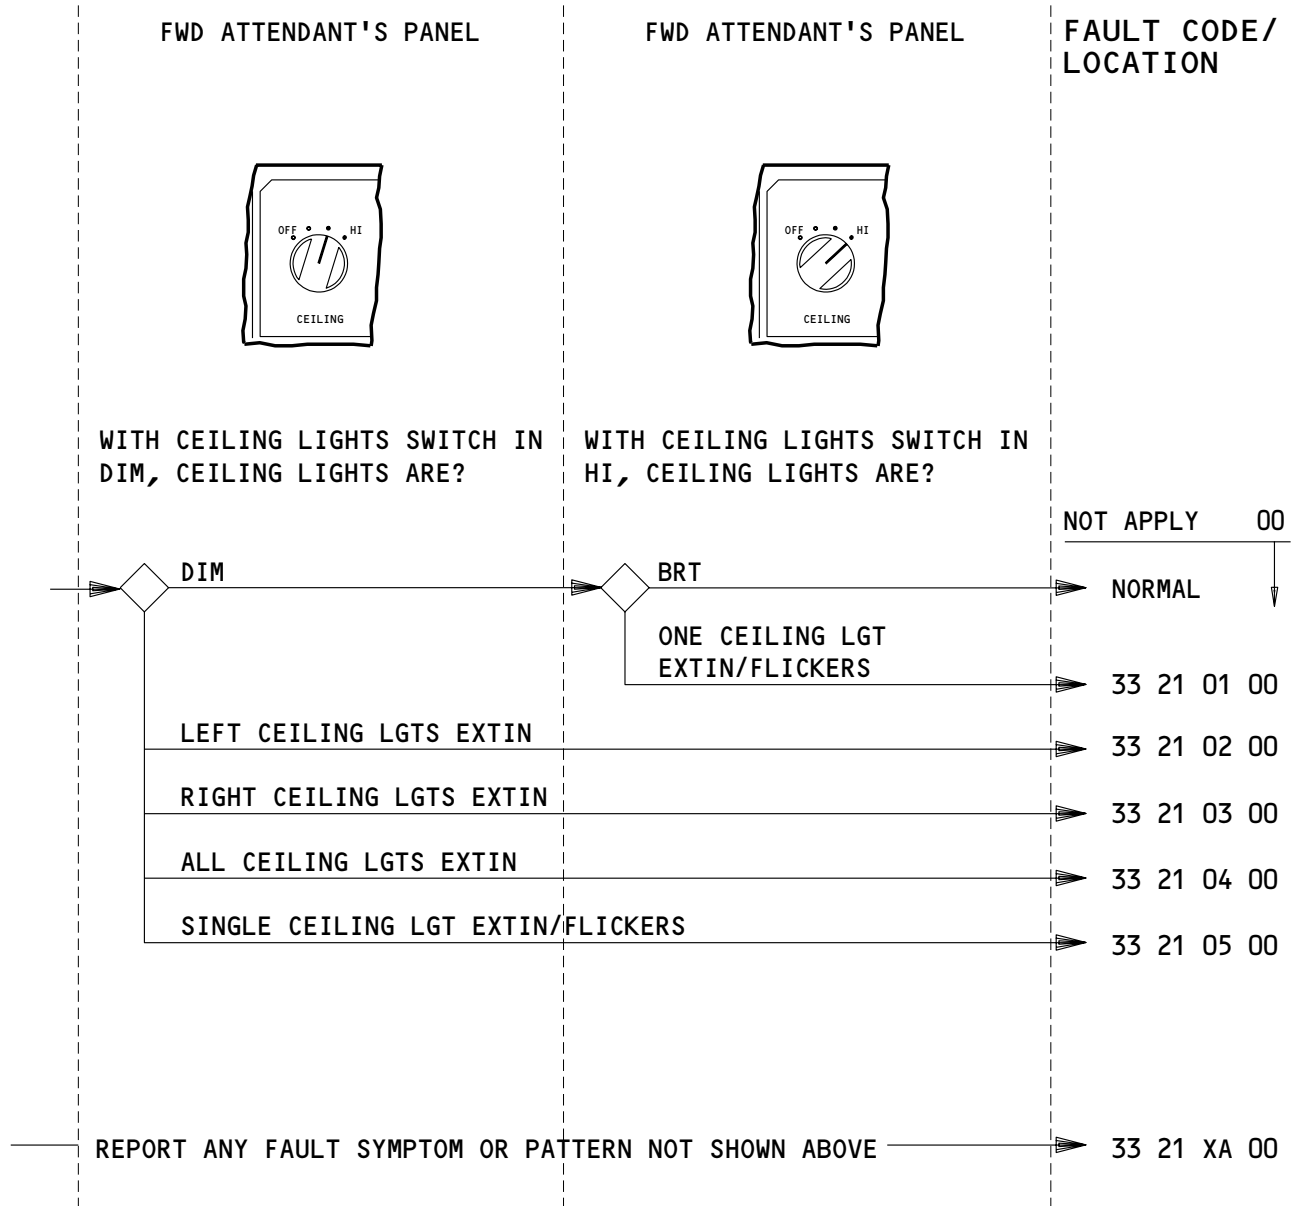 FWD ATTENDANT'S PANEL
FWD ATTENDANT'S PANEL
FAULT CODE/
LOCATION
OFF HI
CEILING
OFF HI
CEILING
WITH CEILING LIGHTS SWITCH IN
DIM, CEILING LIGHTS ARE?
WITH CEILING LIGHTS SWITCH IN
HI, CEILING LIGHTS ARE?
NOT APPLY 00
DIM
BRT
NORMAL
ONE CEILING LGT
EXTIN/FLICKERS
33 21 01 00
LEFT CEILING LGTS EXTIN
33 21 02 00
RIGHT CEILING LGTS EXTIN
33 21 03 00
ALL CEILING LGTS EXTIN
33 21 04 00
SINGLE CEILING LGT EXTIN/FLICKERS
33 21 05 00
REPORT ANY FAULT SYMPTOM OR PATTERN NOT SHOWN ABOVE
33 21 XA 00